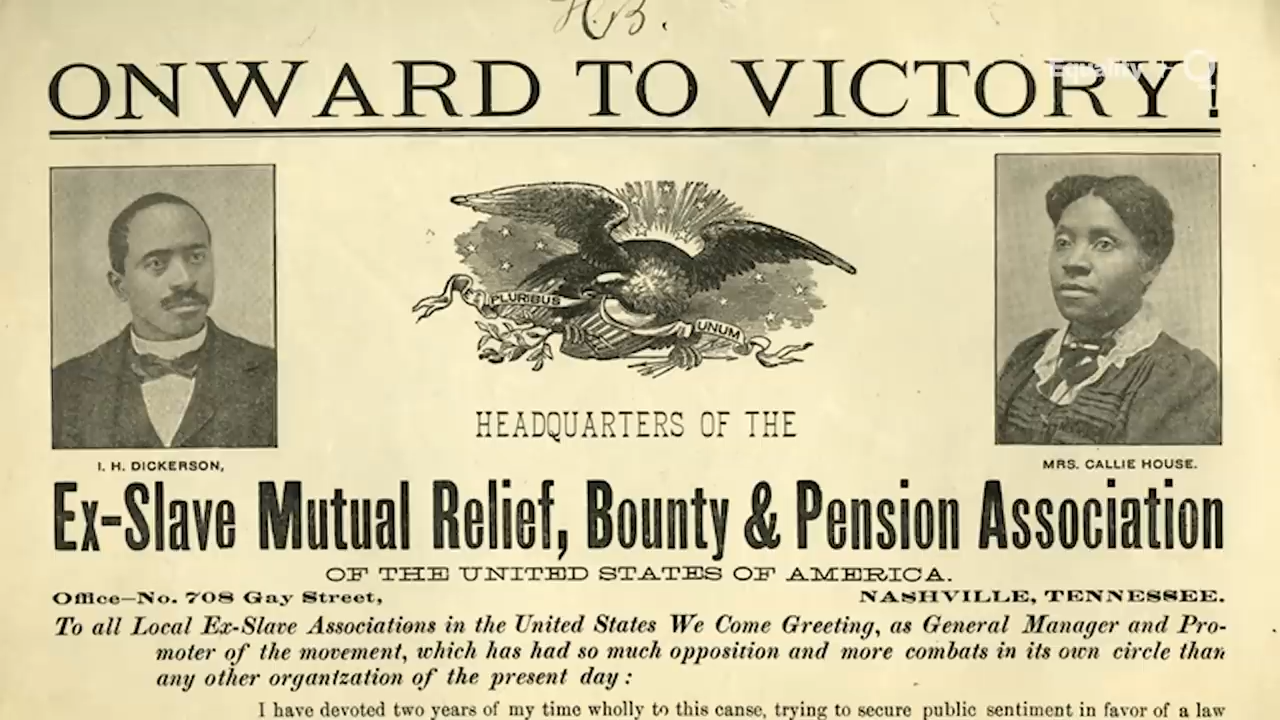 H.B.
ONWARD TO VICTORY!
Equality
PLURIBUS
UNUM
HEADQUARTERS OF THE
I. H. DICKERSON,
MRS. CALLIE HOUSE.
Ex-Slave Mutual Relief, Bounty & Pension Association
OF THE UNITED STATES OF AMERICA.
Office—No. 708 Gay Street, NASHVILLE, TENNESSEE.
To all Local Ex-Slave Associations in the United States We Come Greeting, as General Manager and Pro-
moter of the movement, which has had so much opposition and more combats in its own circle than
any other organtzation of the present day :
I have devoted two years of my time wholly to this canse, trying to secure public sentiment in favor of a law